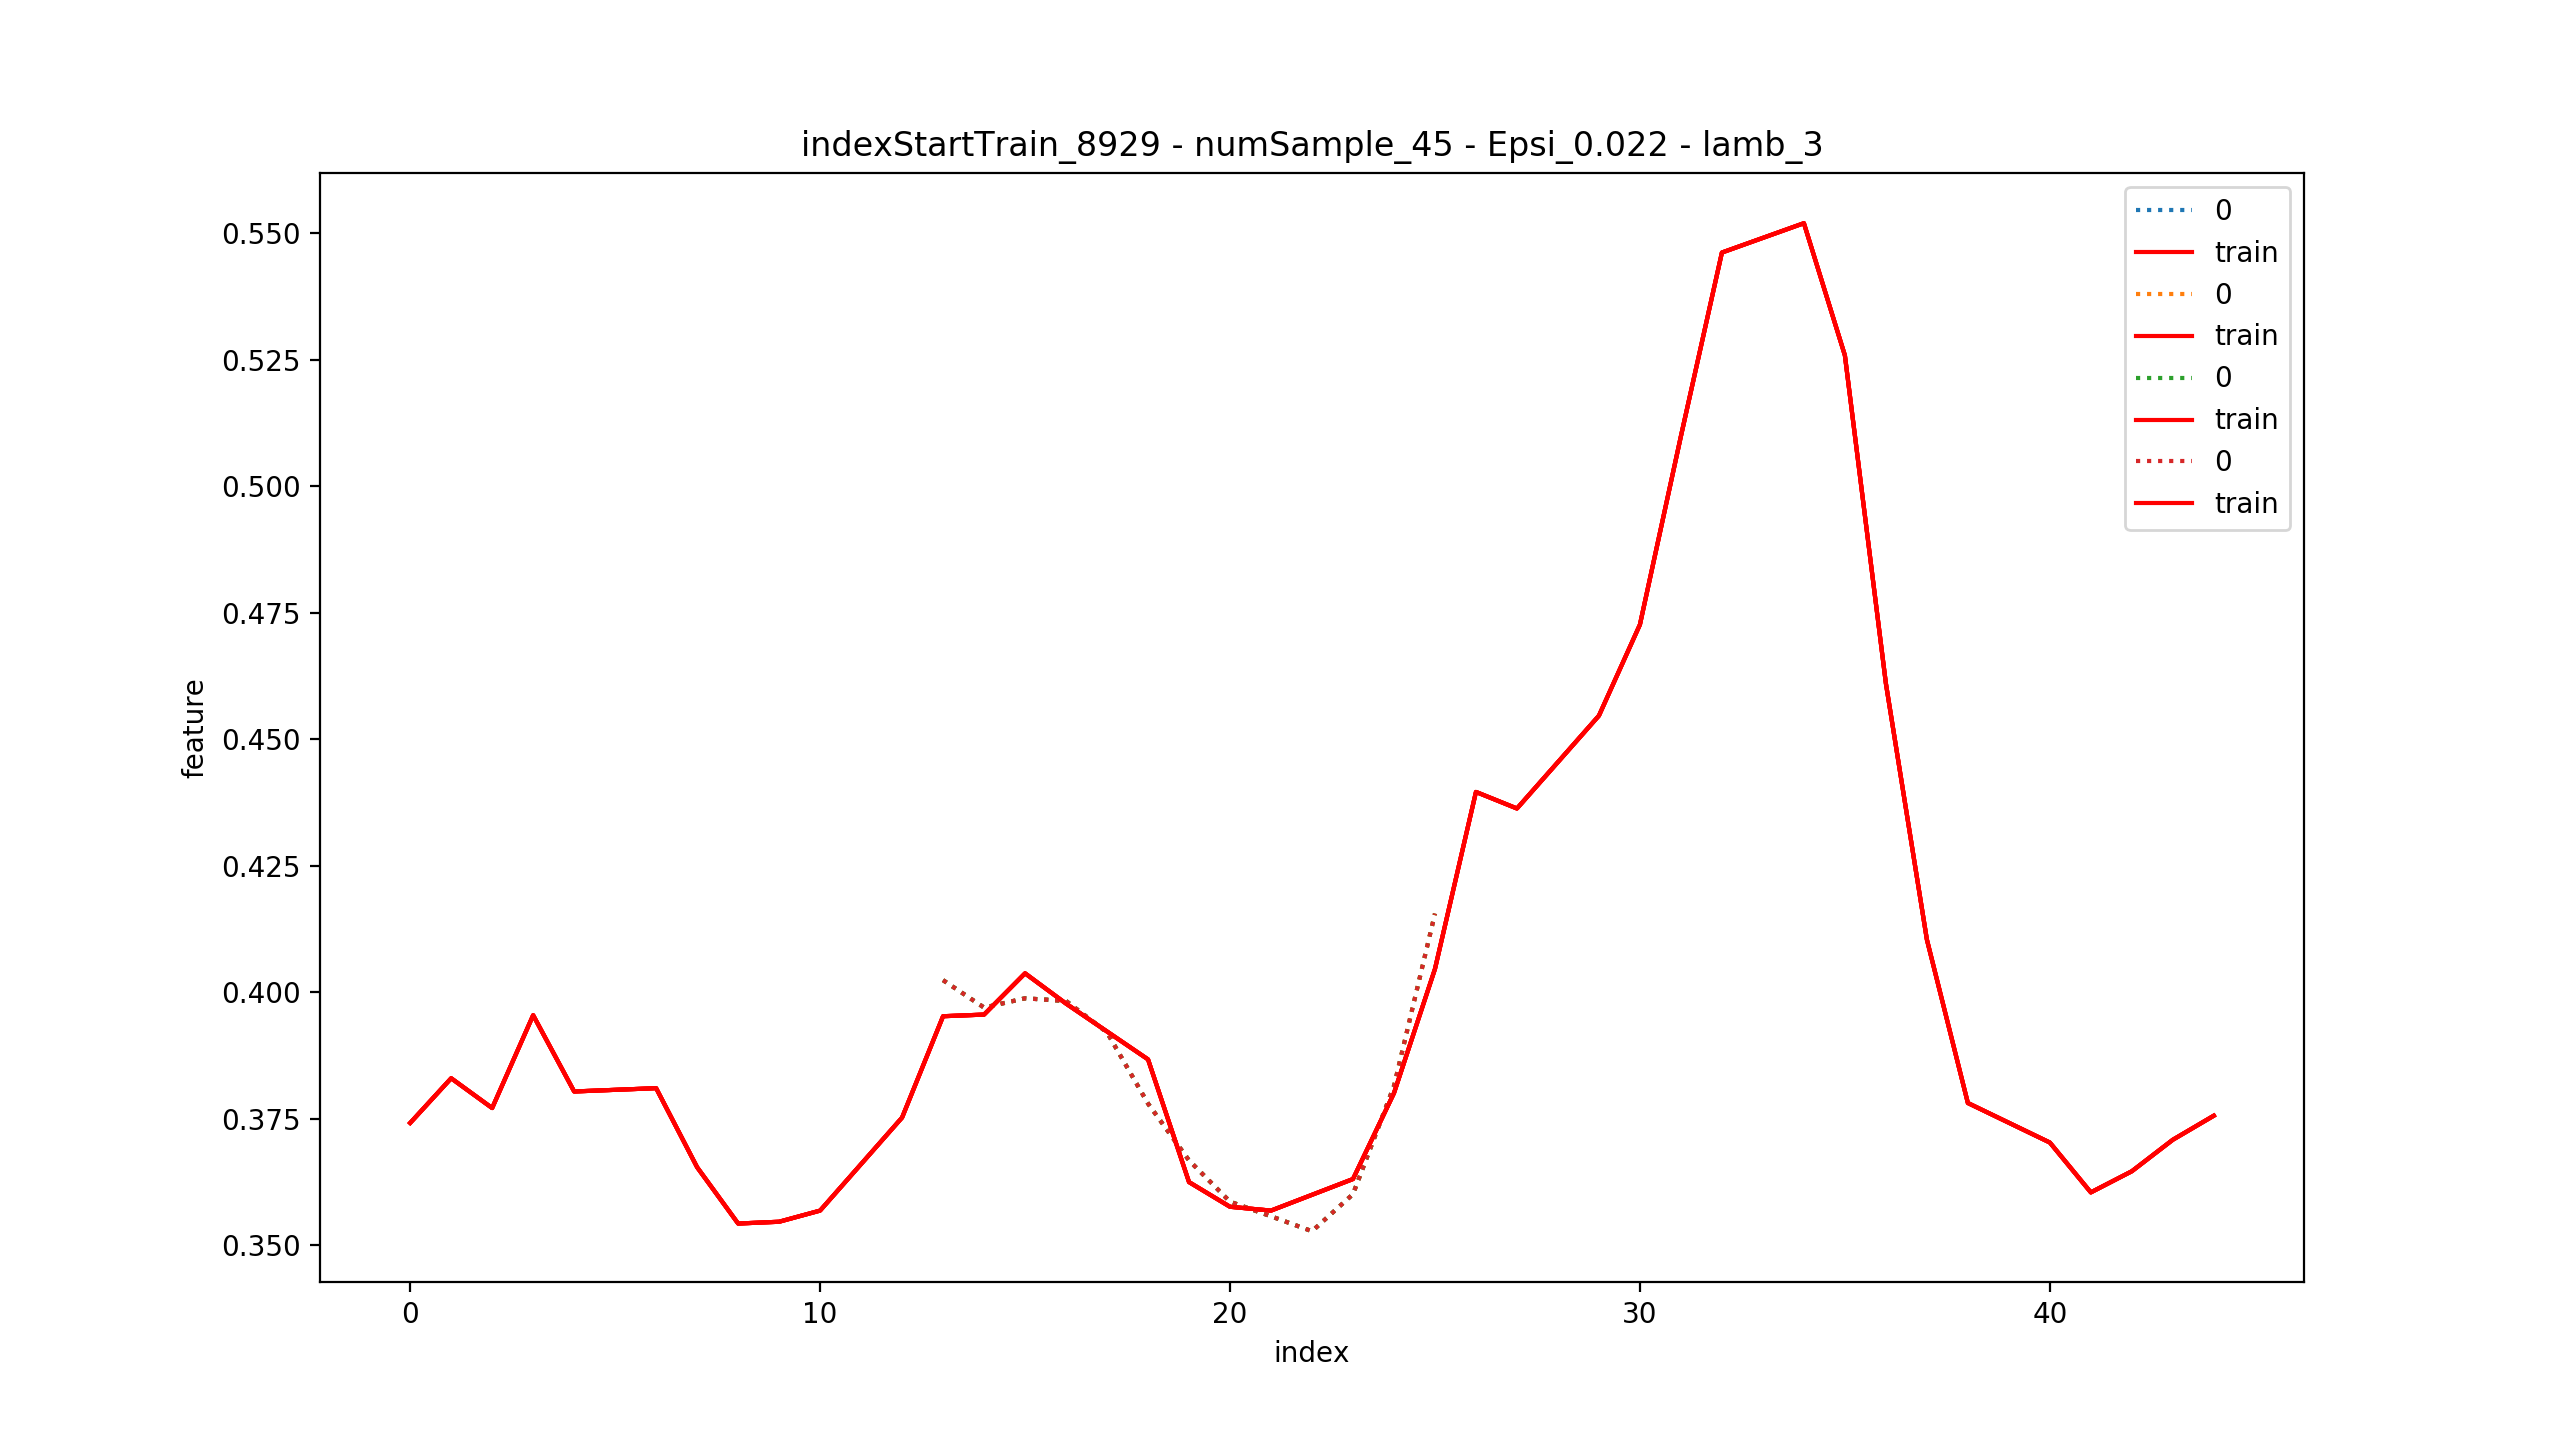 indexStartTrain_8929 - numSample_45 - Epsi_0.022 - lamb_3
0
train
0
train
0
train
0
train
0.550
0.525
0.500
0.475
0.450
0.425
0.400
0.375
0.350
feature
0 10 20 30 40
index